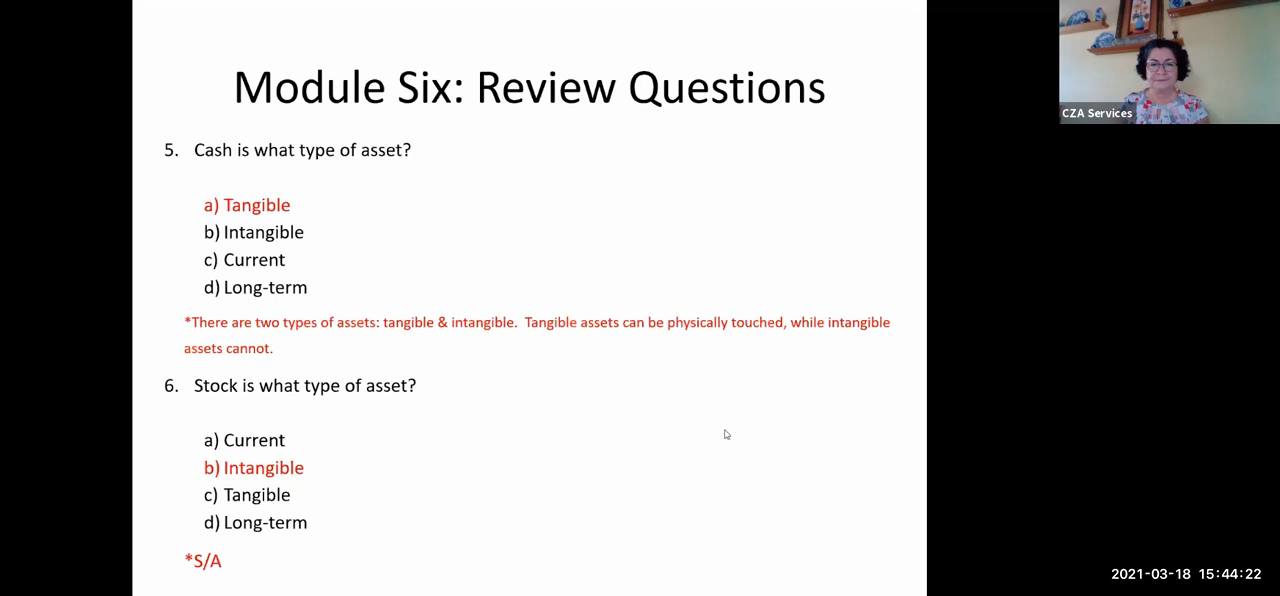 Module Six: Review Questions
CZA Services
5. Cash is what type of asset?
a) Tangible
b) Intangible
c) Current
d) Long-term
*There are two types of assets: tangible & intangible. Tangible assets can be physically touched, while intangible
assets cannot.
6. Stock is what type of asset?
a) Current
b) Intangible
c) Tangible
d) Long-term
*S/A
2021-03-18 15:44:22